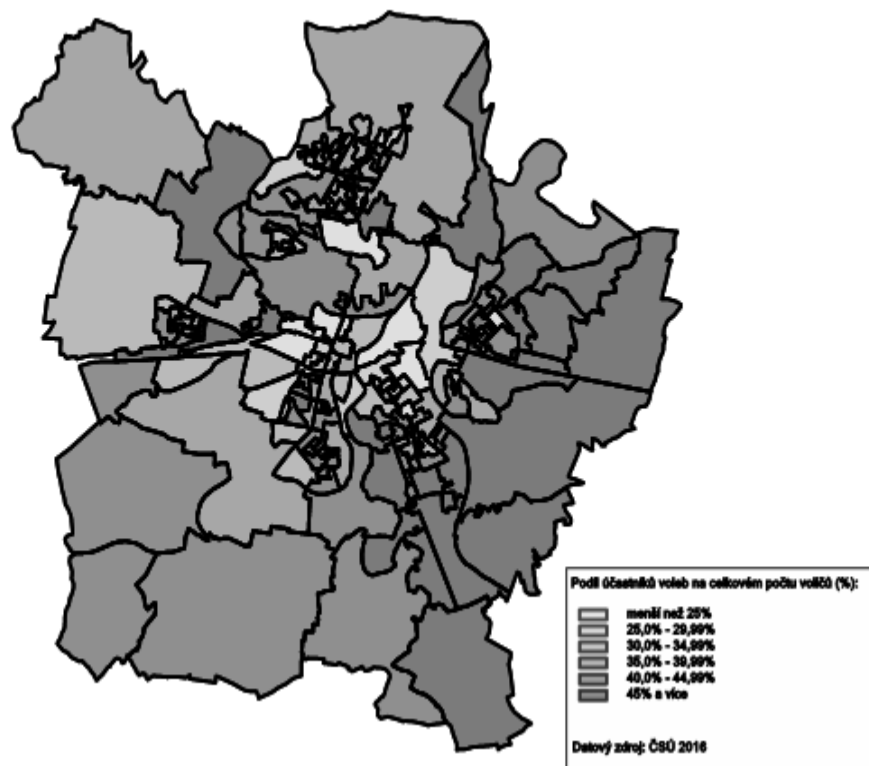 Podíl účastníků voleb na celkovém počtu voličů (%):
menší než 25%
25,0% - 29,99%
30,0% - 34,99%
35,0% - 39,99%
40,0% - 44,99%
45% a více
Datový zdroj: ČSÚ 2016